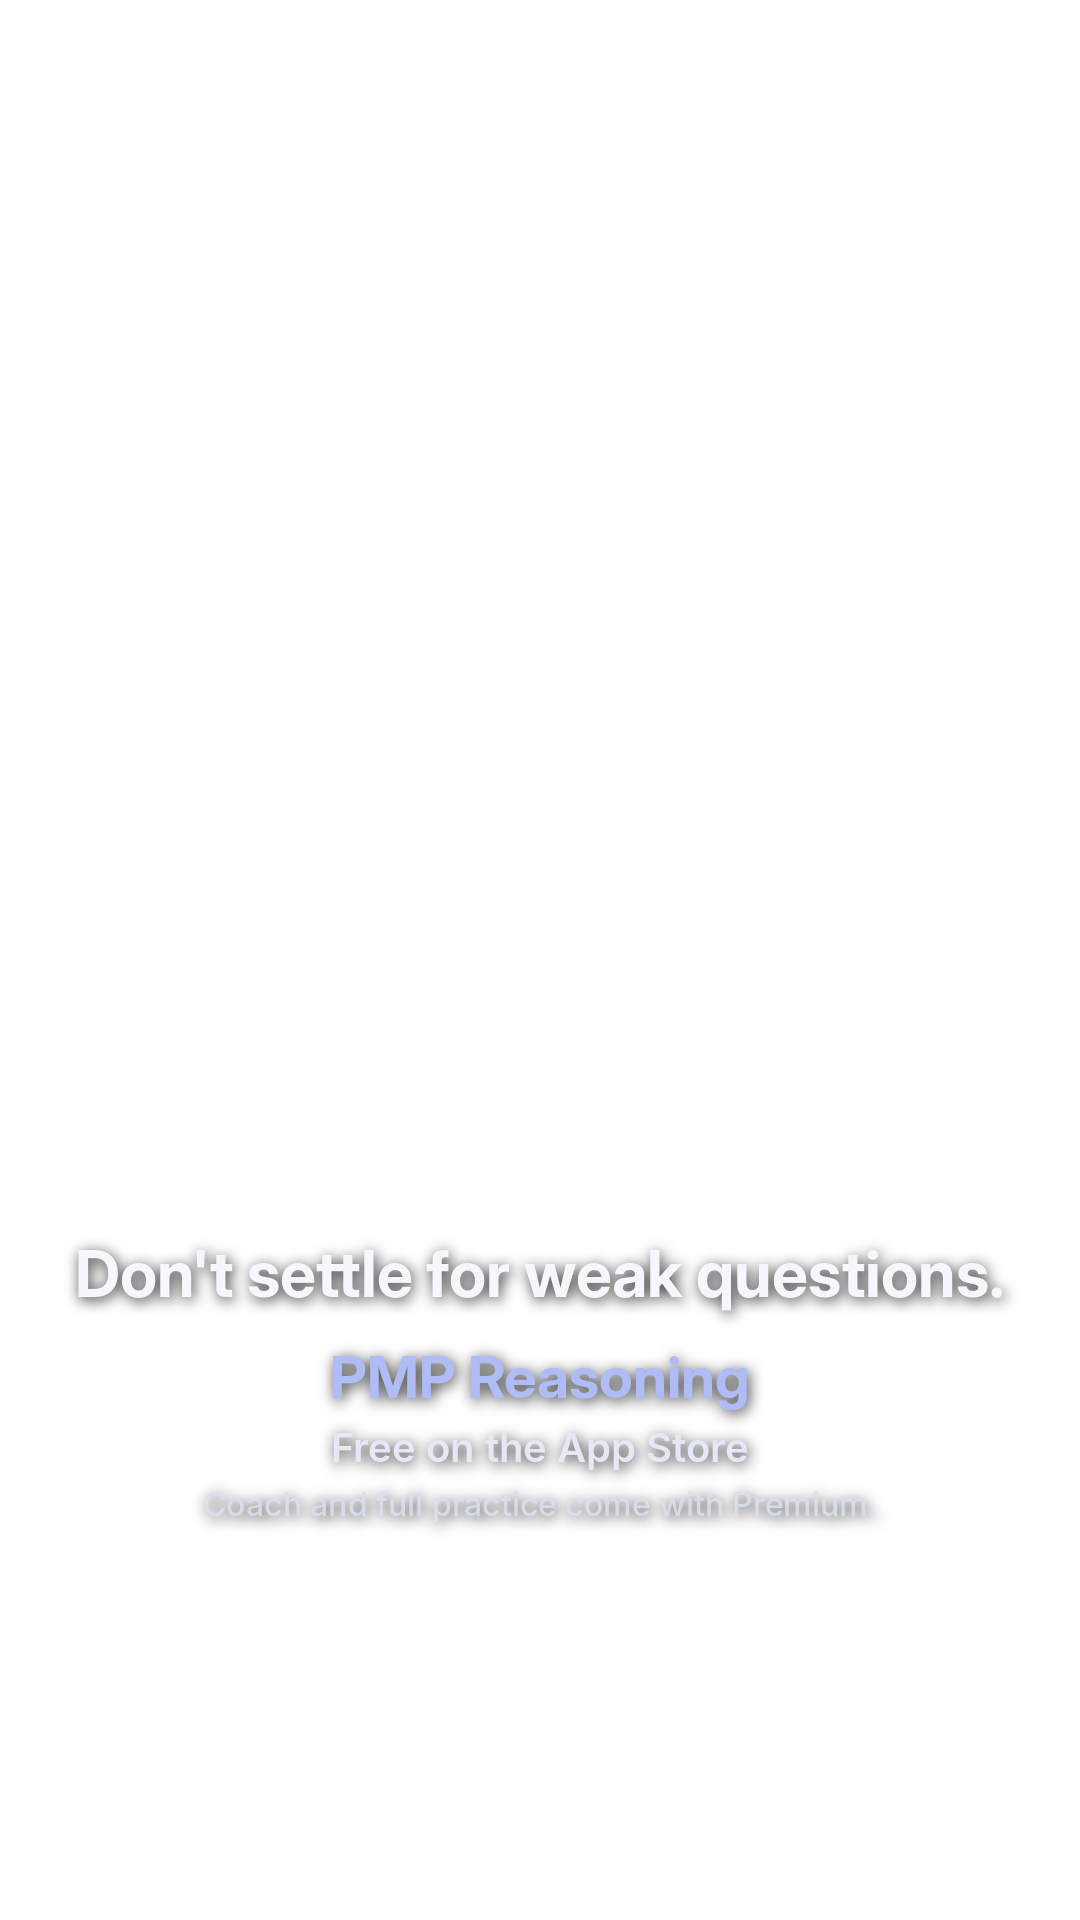 Don't settle for weak questions.
PMP Reasoning
Free on the App Store
Coach and full practice come with Premium.